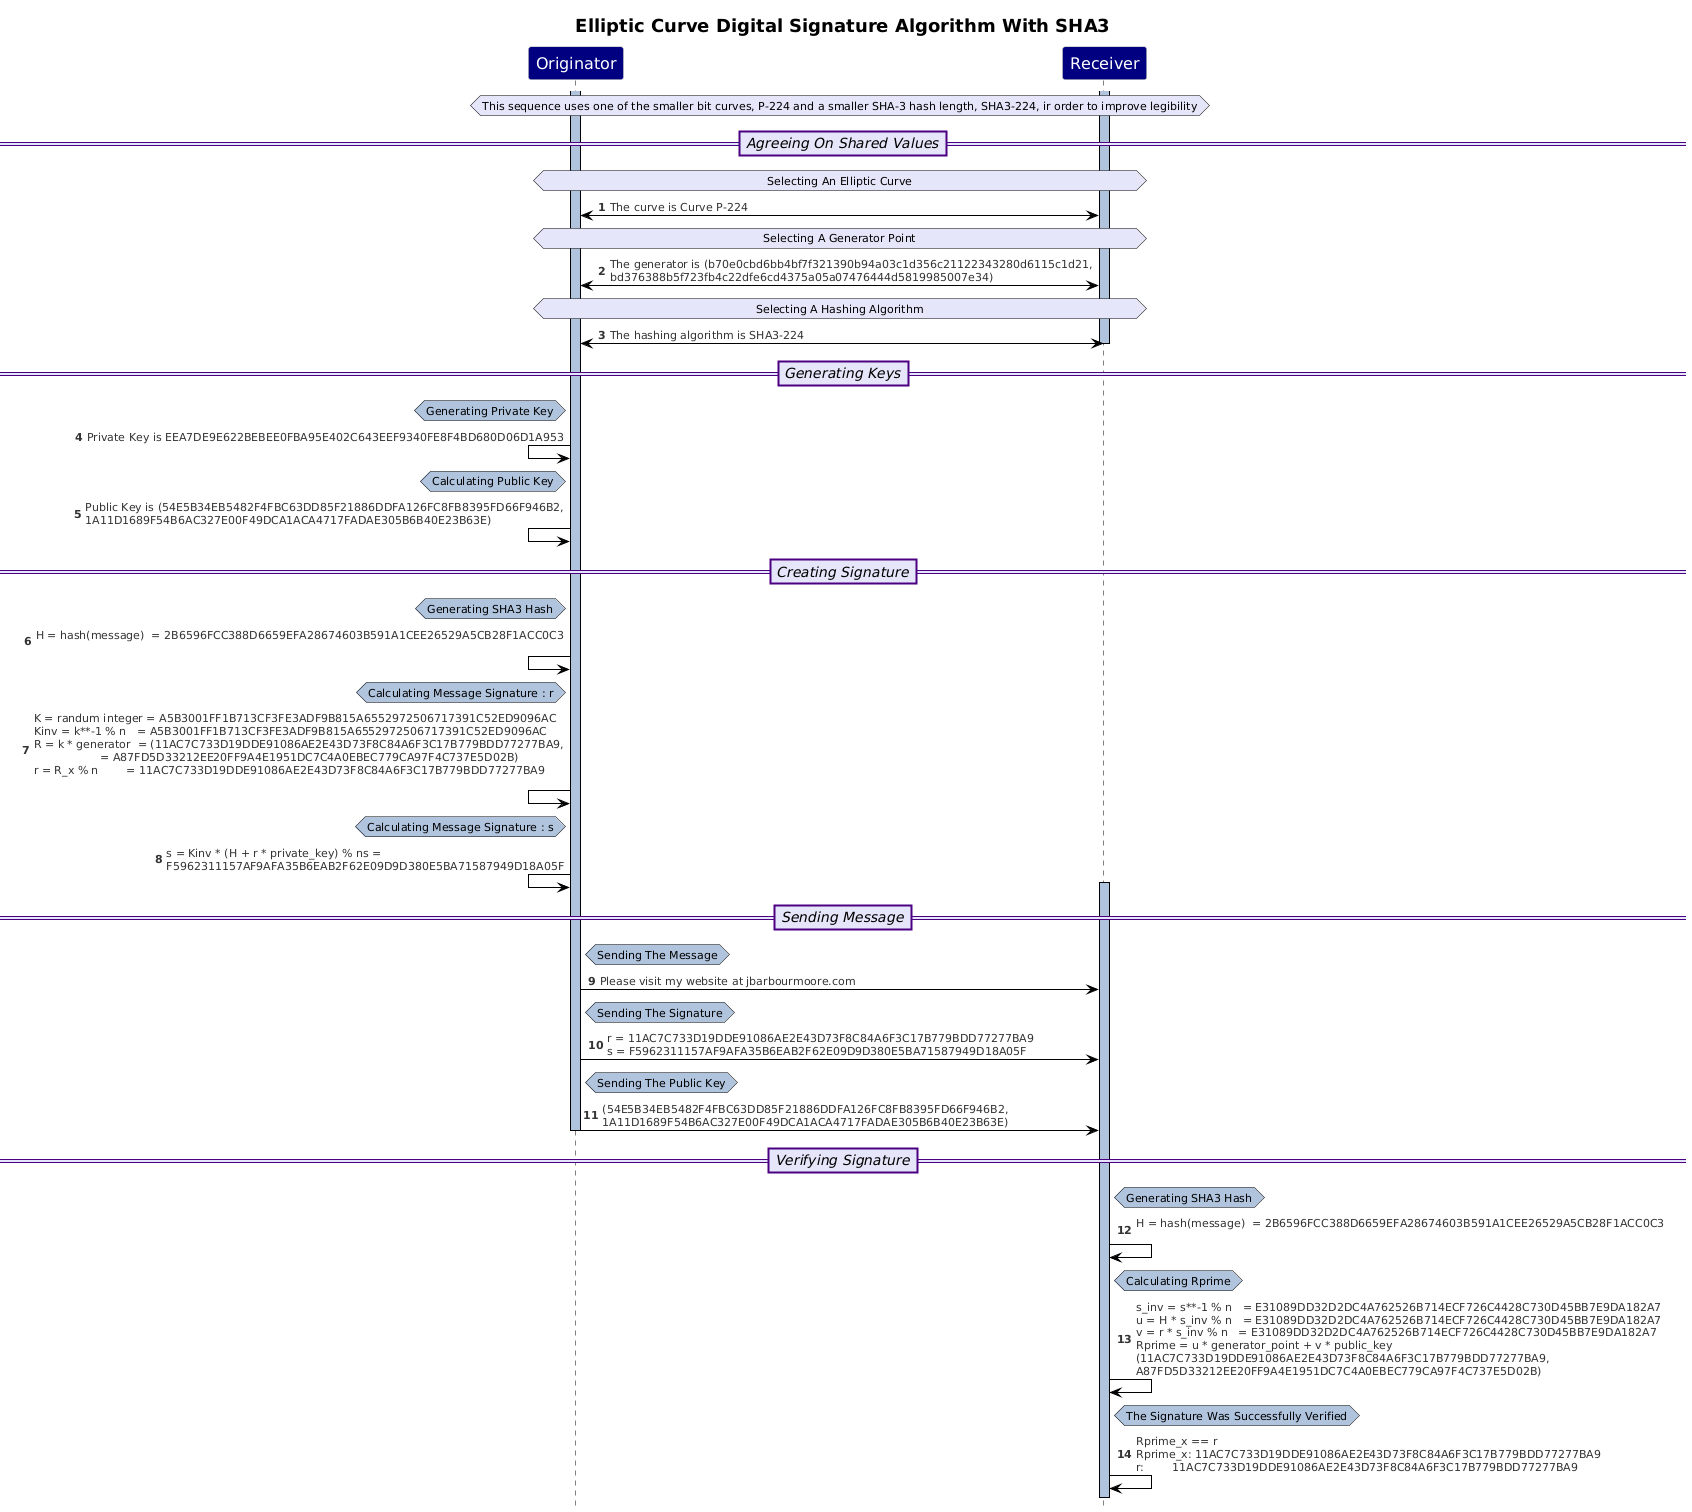 Elliptic Curve Digital Signature Algorithm With SHA3
Originator
Receiver
This sequence uses one of the smaller bit curves, P-224 and a smaller SHA-3 hash length, SHA3-224, ir order to improve legibility
Agreeing On Shared Values
Selecting An Elliptic Curve
1 The curve is Curve P-224
Selecting A Generator Point
2 The generator is (b70e0cbd6bb4bf7f321390b94a03c1d356c21122343280d6115c1d21,
bd376388b5f723fb4c22dfe6cd4375a05a07476444d5819985007e34)
Selecting A Hashing Algorithm
3 The hashing algorithm is SHA3-224
Generating Keys
Generating Private Key
4 Private Key is EEA7DE9E622BEBEE0FBA95E402C643EEF9340FE8F4BD680D06D1A953
Calculating Public Key
5 Public Key is (54E5B34EB5482F4FBC63DD85F21886DDFA126FC8FB8395FD66F946B2,
1A11D1689F54B6AC327E00F49DCA1ACA4717FADAE305B6B40E23B63E)
Creating Signature
Generating SHA3 Hash
6 H = hash(message) = 2B6596FCC388D6659EFA28674603B591A1CEE26529A5CB28F1ACC0C3
Calculating Message Signature : r
K = randum integer = A5B3001FF1B713CF3FE3ADF9B815A6552972506717391C52ED9096AC
Kinv = k**-1 % n = A5B3001FF1B713CF3FE3ADF9B815A6552972506717391C52ED9096AC
7 R = k * generator = (11AC7C733D19DDE91086AE2E43D73F8C84A6F3C17B779BDD77277BA9,
= A87FD5D33212EE20FF9A4E1951DC7C4A0EBEC779CA97F4C737E5D02B)
r = R_x % n = 11AC7C733D19DDE91086AE2E43D73F8C84A6F3C17B779BDD77277BA9
Calculating Message Signature : s
8 s = Kinv * (H + r * private_key) % ns =
F5962311157AF9AFA35B6EAB2F62E09D9D380E5BA71587949D18A05F
Sending Message
Sending The Message
9 Please visit my website at jbarbourmoore.com
Sending The Signature
10 r = 11AC7C733D19DDE91086AE2E43D73F8C84A6F3C17B779BDD77277BA9
s = F5962311157AF9AFA35B6EAB2F62E09D9D380E5BA71587949D18A05F
Sending The Public Key
11 (54E5B34EB5482F4FBC63DD85F21886DDFA126FC8FB8395FD66F946B2,
1A11D1689F54B6AC327E00F49DCA1ACA4717FADAE305B6B40E23B63E)
Verifying Signature
Generating SHA3 Hash
12 H = hash(message) = 2B6596FCC388D6659EFA28674603B591A1CEE26529A5CB28F1ACC0C3
Calculating Rprime
s_inv = s**-1 % n = E31089DD32D2DC4A762526B714ECF726C4428C730D45BB7E9DA182A7
u = H * s_inv % n = E31089DD32D2DC4A762526B714ECF726C4428C730D45BB7E9DA182A7
v = r * s_inv % n = E31089DD32D2DC4A762526B714ECF726C4428C730D45BB7E9DA182A7
13 Rprime = u * generator_point + v * public_key
(11AC7C733D19DDE91086AE2E43D73F8C84A6F3C17B779BDD77277BA9,
A87FD5D33212EE20FF9A4E1951DC7C4A0EBEC779CA97F4C737E5D02B)
The Signature Was Successfully Verified
Rprime_x == r
14 Rprime_x: 11AC7C733D19DDE91086AE2E43D73F8C84A6F3C17B779BDD77277BA9
r: 11AC7C733D19DDE91086AE2E43D73F8C84A6F3C17B779BDD77277BA9